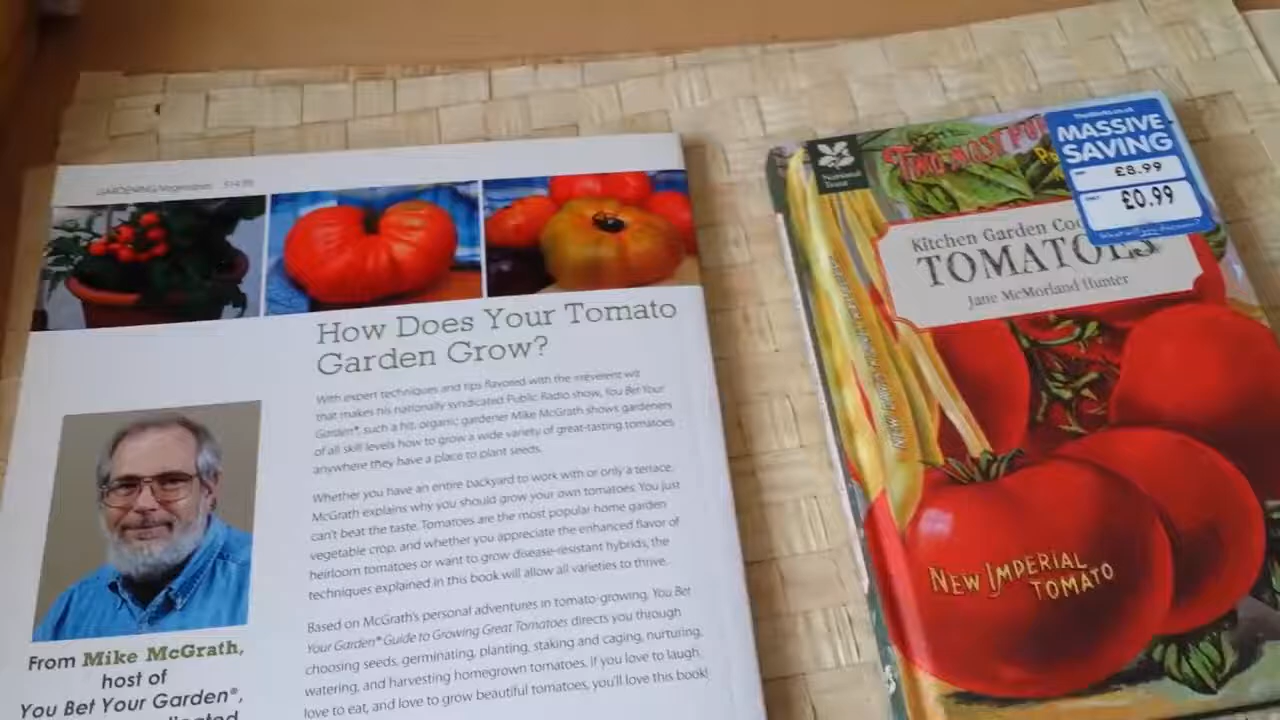 GARDENING/Vegetables $14.95
How Does Your Tomato
Garden Grow?
With expert techniques and tips flavored with the irreverent wit
that makes his nationally syndicated Public Radio show, You Bet Your
Garden®, such a hit, organic gardener Mike McGrath shows gardeners
of all skill levels how to grow a wide variety of great-tasting tomatoes
anywhere they have a place to plant seeds.
Whether you have an entire backyard to work with or only a terrace,
McGrath explains why you should grow your own tomatoes. You just
can't beat the taste. Tomatoes are the most popular home garden
vegetable crop, and whether you appreciate the enhanced flavor of
heirloom tomatoes or want to grow disease-resistant hybrids, the
techniques explained in this book will allow all varieties to thrive.
Based on McGrath's personal adventures in tomato-growing, You Bet
Your Garden® Guide to Growing Great Tomatoes directs you through
choosing seeds, germinating, planting, staking and caging, nurturing,
watering, and harvesting homegrown tomatoes. If you love to laugh,
love to eat, and love to grow beautiful tomatoes, you'll love this book!
From Mike McGrath,
host of
You Bet Your Garden®,
National
Trust
TWO MOST
MASSIVE
SAVING
£8.99
£0.99
Kitchen Garden
TOMATOES
Jane McMorland Hunter
NEW IMPERIAL
TOMATO